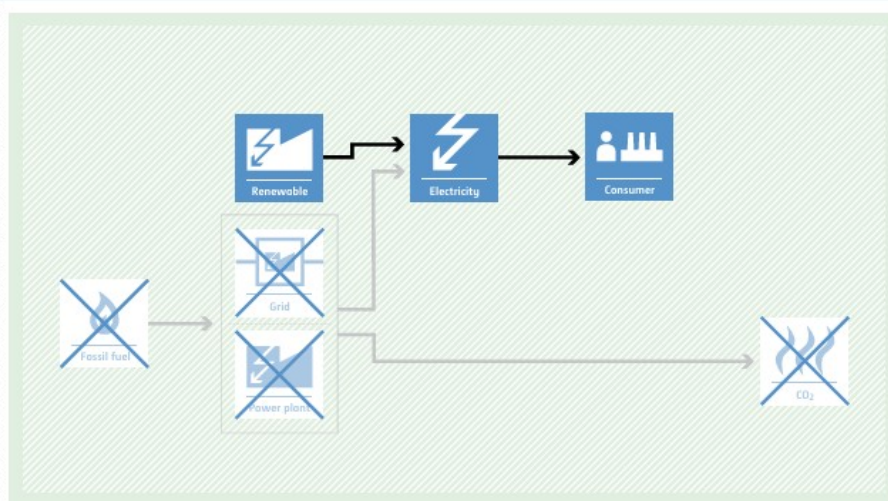 Renewable
Electricity
Consumer
Grid
Fossil fuel
Power plant
CO₂